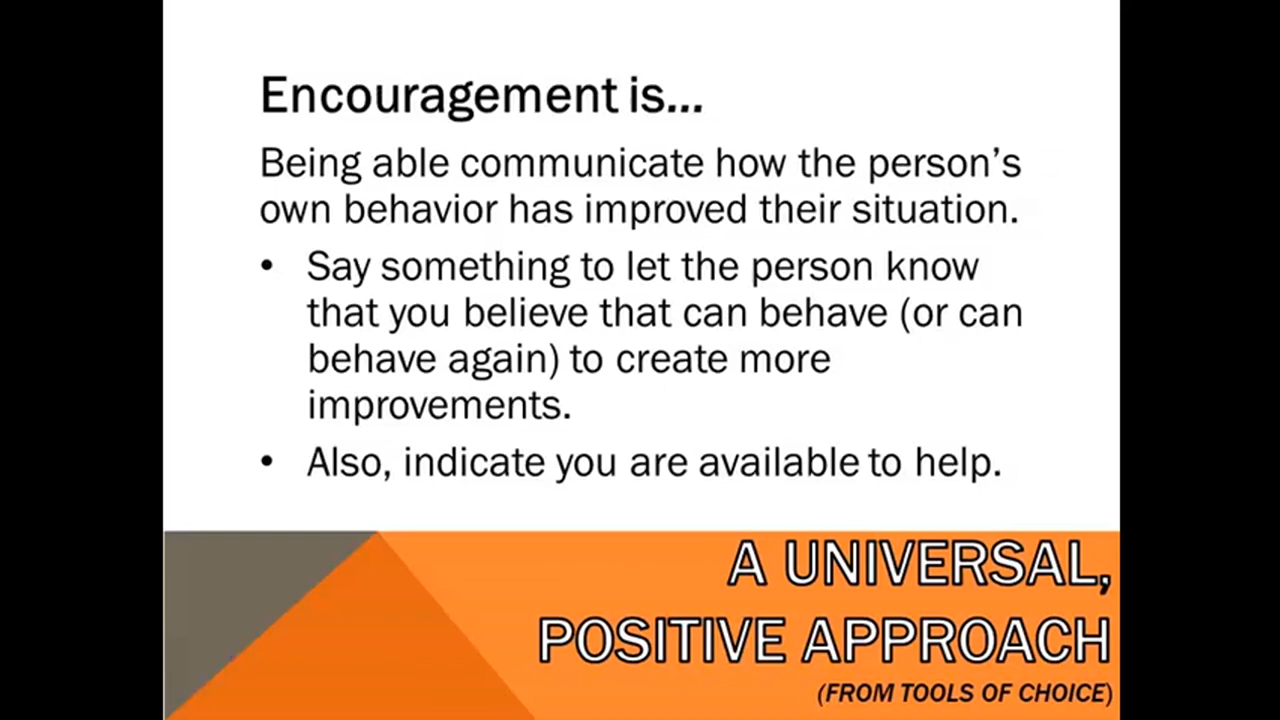 Encouragement is...
Being able communicate how the person's
own behavior has improved their situation.
• Say something to let the person know
that you believe that can behave (or can
behave again) to create more
improvements.
• Also, indicate you are available to help.
A UNIVERSAL,
POSITIVE APPROACH
(FROM TOOLS OF CHOICE)